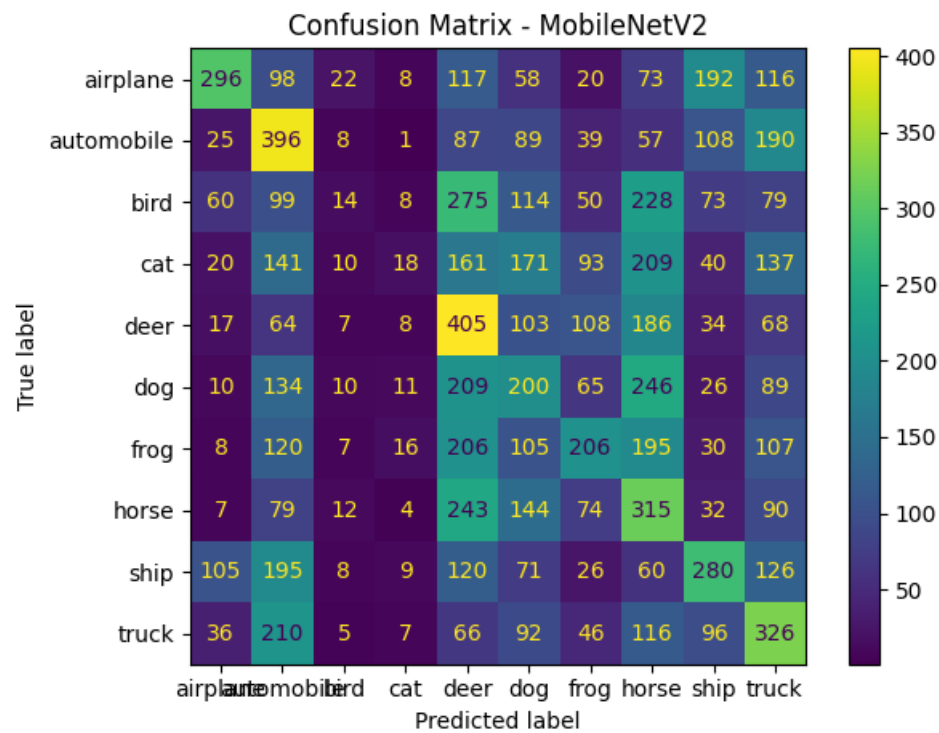 Confusion Matrix - MobileNetV2
airplane 296 98 22 8 117 58 20 73 192 116
automobile 25 396 8 1 87 89 39 57 108 190
bird 60 99 14 8 275 114 50 228 73 79
cat 20 141 10 18 161 171 93 209 40 137
deer 17 64 7 8 405 103 108 186 34 68
dog 10 134 10 11 209 200 65 246 26 89
frog 8 120 7 16 206 105 206 195 30 107
horse 7 79 12 4 243 144 74 315 32 90
ship 105 195 8 9 120 71 26 60 280 126
truck 36 210 5 7 66 92 46 116 96 326
airplane automobile bird cat deer dog frog horse ship truck
Predicted label
True label
400
350
300
250
200
150
100
50